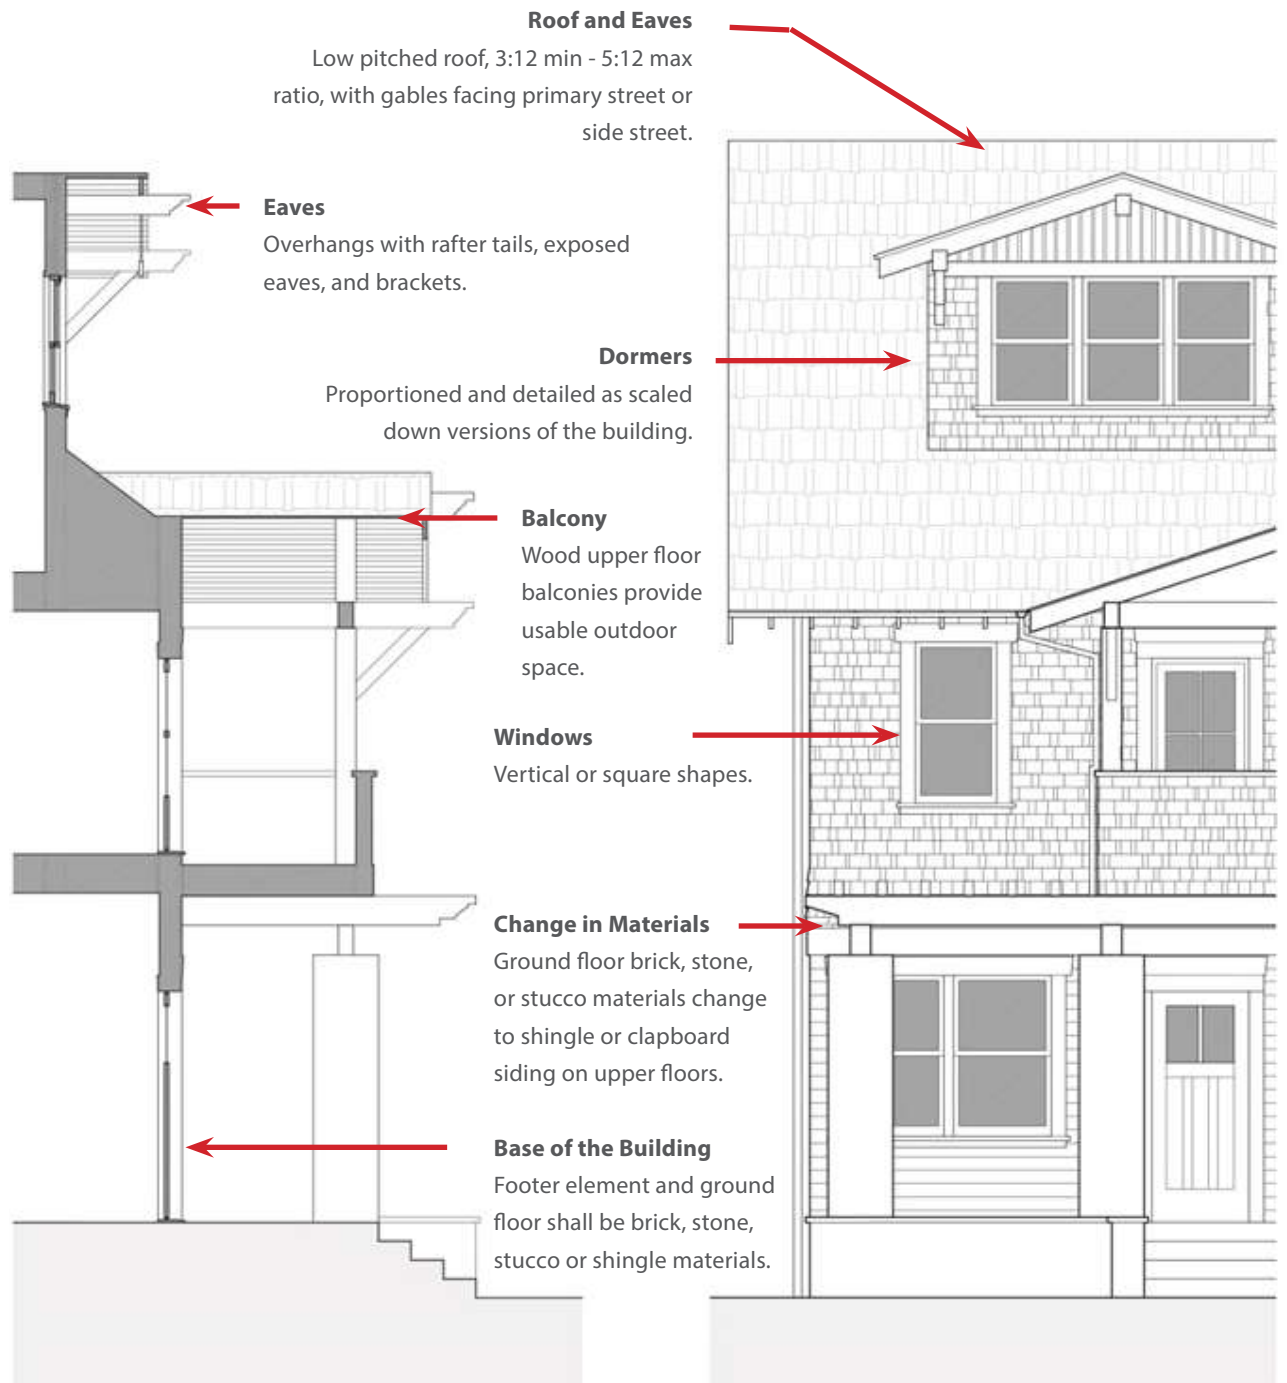 Roof and Eaves
Low pitched roof, 3:12 min - 5:12 max
ratio, with gables facing primary street or
side street.
Eaves
Overhangs with rafter tails, exposed
eaves, and brackets.
Dormers
Proportioned and detailed as scaled
down versions of the building.
Balcony
Wood upper floor
balconies provide
usable outdoor
space.
Windows
Vertical or square shapes.
Change in Materials
Ground floor brick, stone,
or stucco materials change
to shingle or clapboard
siding on upper floors.
Base of the Building
Footer element and ground
floor shall be brick, stone,
stucco or shingle materials.